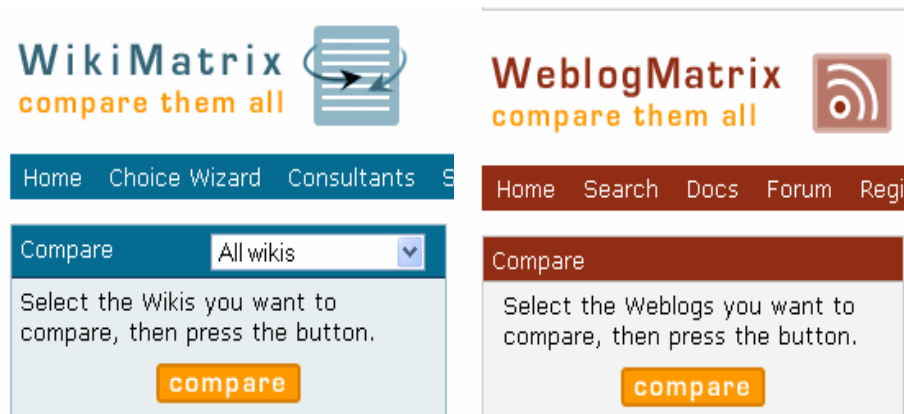 WikiMatrix
compare them all
Home Choice Wizard Consultants S
Compare All wikis
Select the Wikis you want to
compare, then press the button.
compare
WeblogMatrix
compare them all
Home Search Docs Forum Regi
Compare
Select the Weblogs you want to
compare, then press the button.
compare